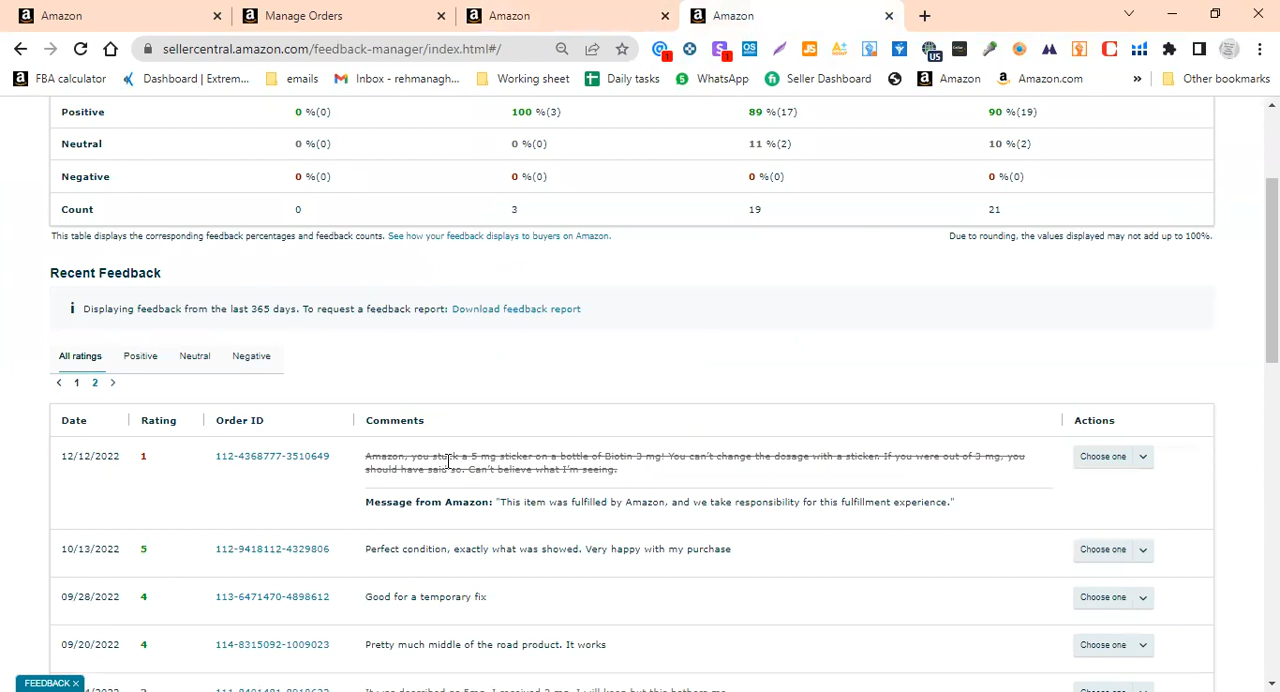 Amazon
Manage Orders
Amazon
Amazon
sellercentral.amazon.com/feedback-manager/index.html#/
FBA calculator
Dashboard | Extrem...
emails
Inbox - rehmanagh...
Working sheet
Daily tasks
WhatsApp
Seller Dashboard
Amazon
Amazon.com
Other bookmarks
Positive 0 %(0) 100 %(3) 89 %(17) 90 %(19)
Neutral 0 %(0) 0 %(0) 11 %(2) 10 %(2)
Negative 0 %(0) 0 %(0) 0 %(0) 0 %(0)
Count 0 3 19 21
This table displays the corresponding feedback percentages and feedback counts. See how your feedback displays to buyers on Amazon. Due to rounding, the values displayed may not add up to 100%.
Recent Feedback
Displaying feedback from the last 365 days. To request a feedback report: Download feedback report
All ratings Positive Neutral Negative
< 1 2 >
Date Rating Order ID Comments Actions
12/12/2022 1 112-4368777-3510649 Amazon, you stuck a 5 mg sticker on a bottle of Biotin 3 mg! You can't change the dosage with a sticker. If you were out of 3 mg, you Choose one
should have said so. Can't believe what I'm seeing.
Message from Amazon: "This item was fulfilled by Amazon, and we take responsibility for this fulfillment experience."
10/13/2022 5 112-9418112-4329806 Perfect condition, exactly what was showed. Very happy with my purchase Choose one
09/28/2022 4 113-6471470-4898612 Good for a temporary fix Choose one
09/20/2022 4 114-8315092-1009023 Pretty much middle of the road product. It works Choose one
FEEDBACK ×